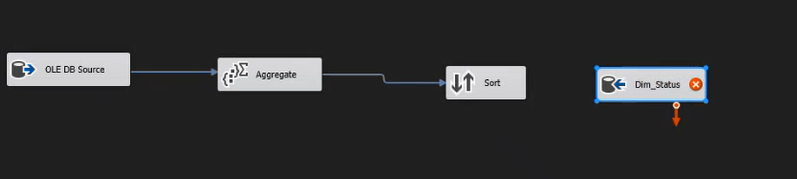 OLE DB Source
Aggregate
Sort
Dim_Status